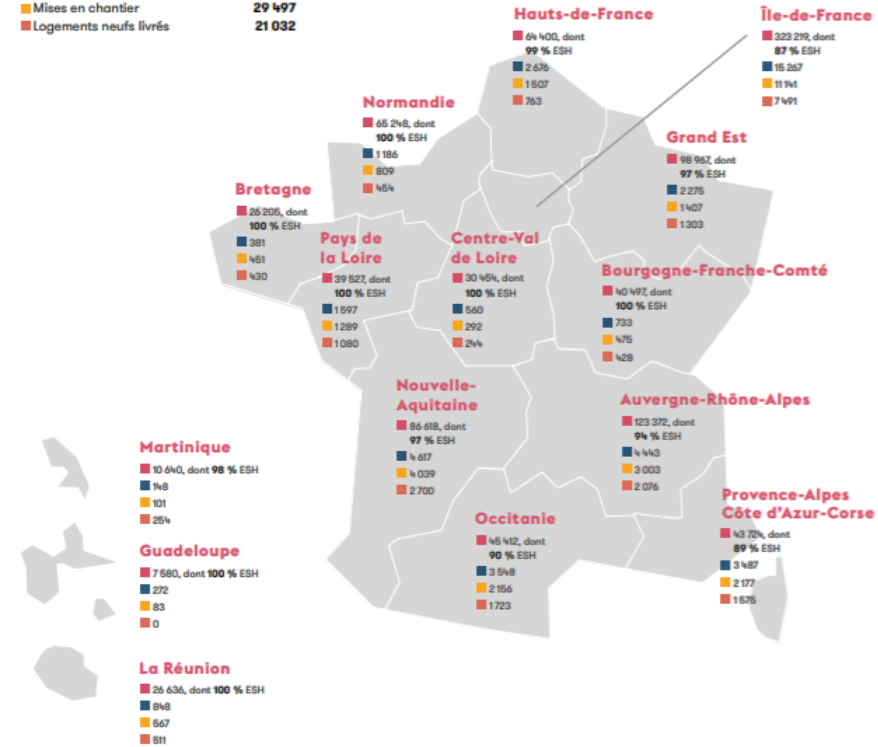 Mises en chantier 29 497
Logements neufs livrés 21 032
Hauts-de-France
64 400, dont
99 % ESH
2 676
1 507
763
Île-de-France
323 219, dont
87 % ESH
15 267
11 141
7 491
Normandie
65 248, dont
100 % ESH
1 186
809
454
Grand Est
98 967, dont
97 % ESH
2 275
1 407
1 303
Bretagne
26 205, dont
100 % ESH
381
451
430
Pays de
la Loire
39 527, dont
100 % ESH
1 597
1 289
1 080
Centre-Val
de Loire
30 454, dont
100 % ESH
560
292
244
Bourgogne-Franche-Comté
40 497, dont
100 % ESH
733
475
428
Nouvelle-
Aquitaine
86 618, dont
97 % ESH
4 617
4 039
2 700
Auvergne-Rhône-Alpes
123 372, dont
94 % ESH
4 443
3 003
2 076
Martinique
10 640, dont 98 % ESH
148
101
254
Provence-Alpes
Côte d'Azur-Corse
43 724, dont
89 % ESH
3 487
2 177
1 575
Occitanie
45 412, dont
90 % ESH
3 548
2 156
1 723
Guadeloupe
7 580, dont 100 % ESH
272
83
0
La Réunion
26 636, dont 100 % ESH
848
567
511